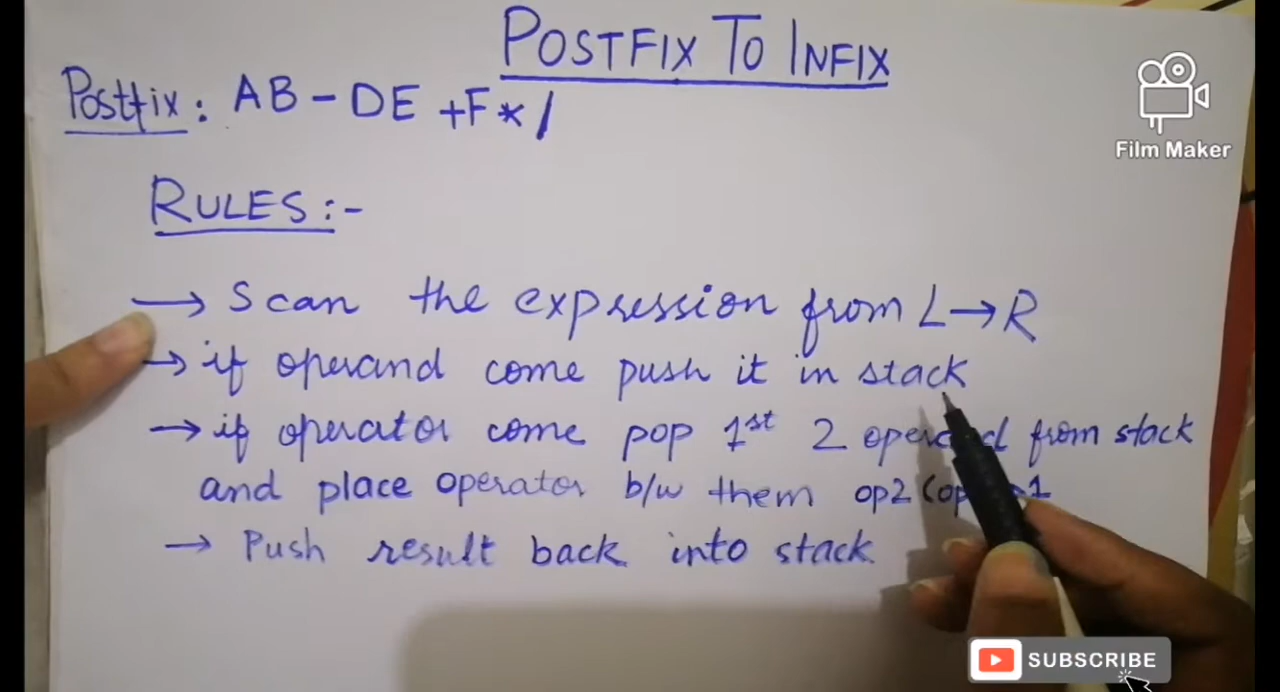 POSTFIX TO INFIX
Postfix: AB - DE +F* /
Film Maker
RULES:-
→ Scan the expression from L→R
→ if operand come push it in stack
→ if operator come pop 1st 2 from stack
and place operator b/w them op2 (op
→ Push result back into stack
SUBSCRIBE